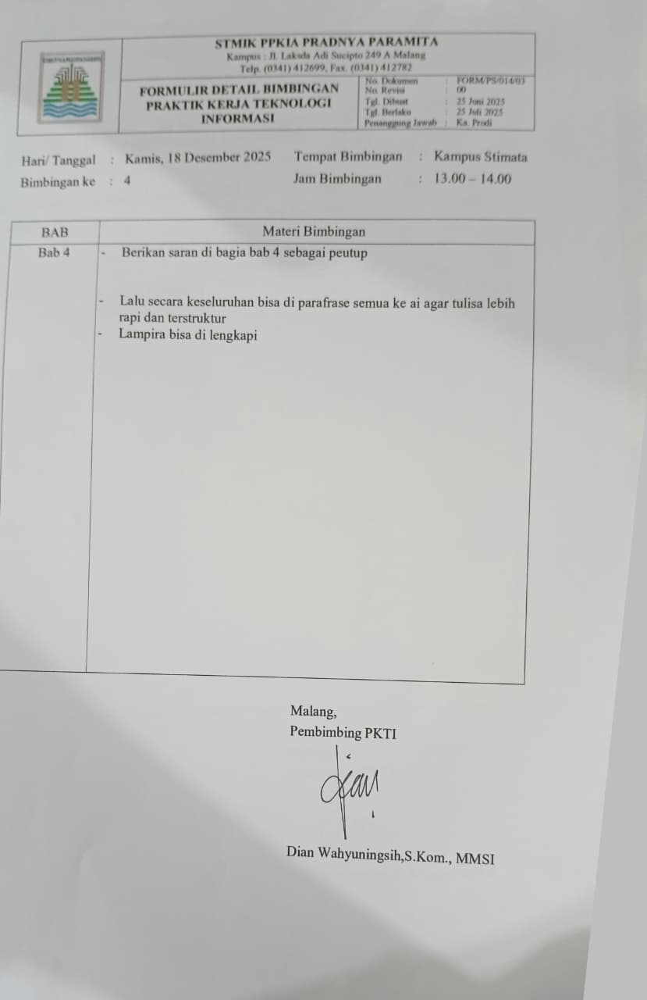 STMIK PPKIA PRADNYA PARAMITA
Kampus : Jl. Laksda Adi Sucipto 249 A Malang
Telp. (0341) 412699, Fax. (0341) 412782
FORMULIR DETAIL BIMBINGAN
PRAKTIK KERJA TEKNOLOGI
INFORMASI
No. Dokumen : FORM/PS/014/03
No. Revisi : 00
Tgl. Dibuat : 25 Juni 2025
Tgl. Berlaku : 25 Juli 2025
Penanggung Jawab : Ka. Prodi
Hari/ Tanggal : Kamis, 18 Desember 2025 Tempat Bimbingan : Kampus Stimata
Bimbingan ke : 4 Jam Bimbingan : 13.00 – 14.00
BAB Materi Bimbingan
Bab 4 - Berikan saran di bagia bab 4 sebagai peutup
- Lalu secara keseluruhan bisa di parafrase semua ke ai agar tulisa lebih
rapi dan terstruktur
- Lampira bisa di lengkapi
Malang,
Pembimbing PKTI
Dian Wahyuningsih,S.Kom., MMSI